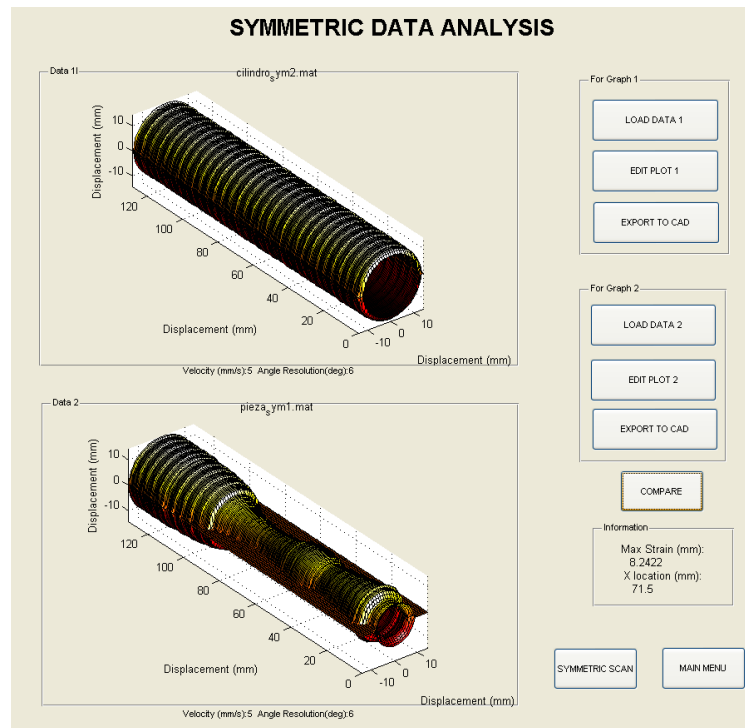 SYMMETRIC DATA ANALYSIS
Data 1l
cilindro_sym2.mat
Displacement (mm)
10
0
-10
120
100
80
60
40
20
0
-10
0
10
Displacement (mm)
Displacement (mm)
Velocity (mm/s):5 Angle Resolution(deg):6
Data 2
pieza_sym1.mat
Displacement (mm)
10
0
-10
120
100
80
60
40
20
0
-10
0
10
Displacement (mm)
Displacement (mm)
Velocity (mm/s):5 Angle Resolution(deg):6
For Graph 1
LOAD DATA 1
EDIT PLOT 1
EXPORT TO CAD
For Graph 2
LOAD DATA 2
EDIT PLOT 2
EXPORT TO CAD
COMPARE
Information
Max Strain (mm):
8.2422
X location (mm):
71.5
SYMMETRIC SCAN
MAIN MENU